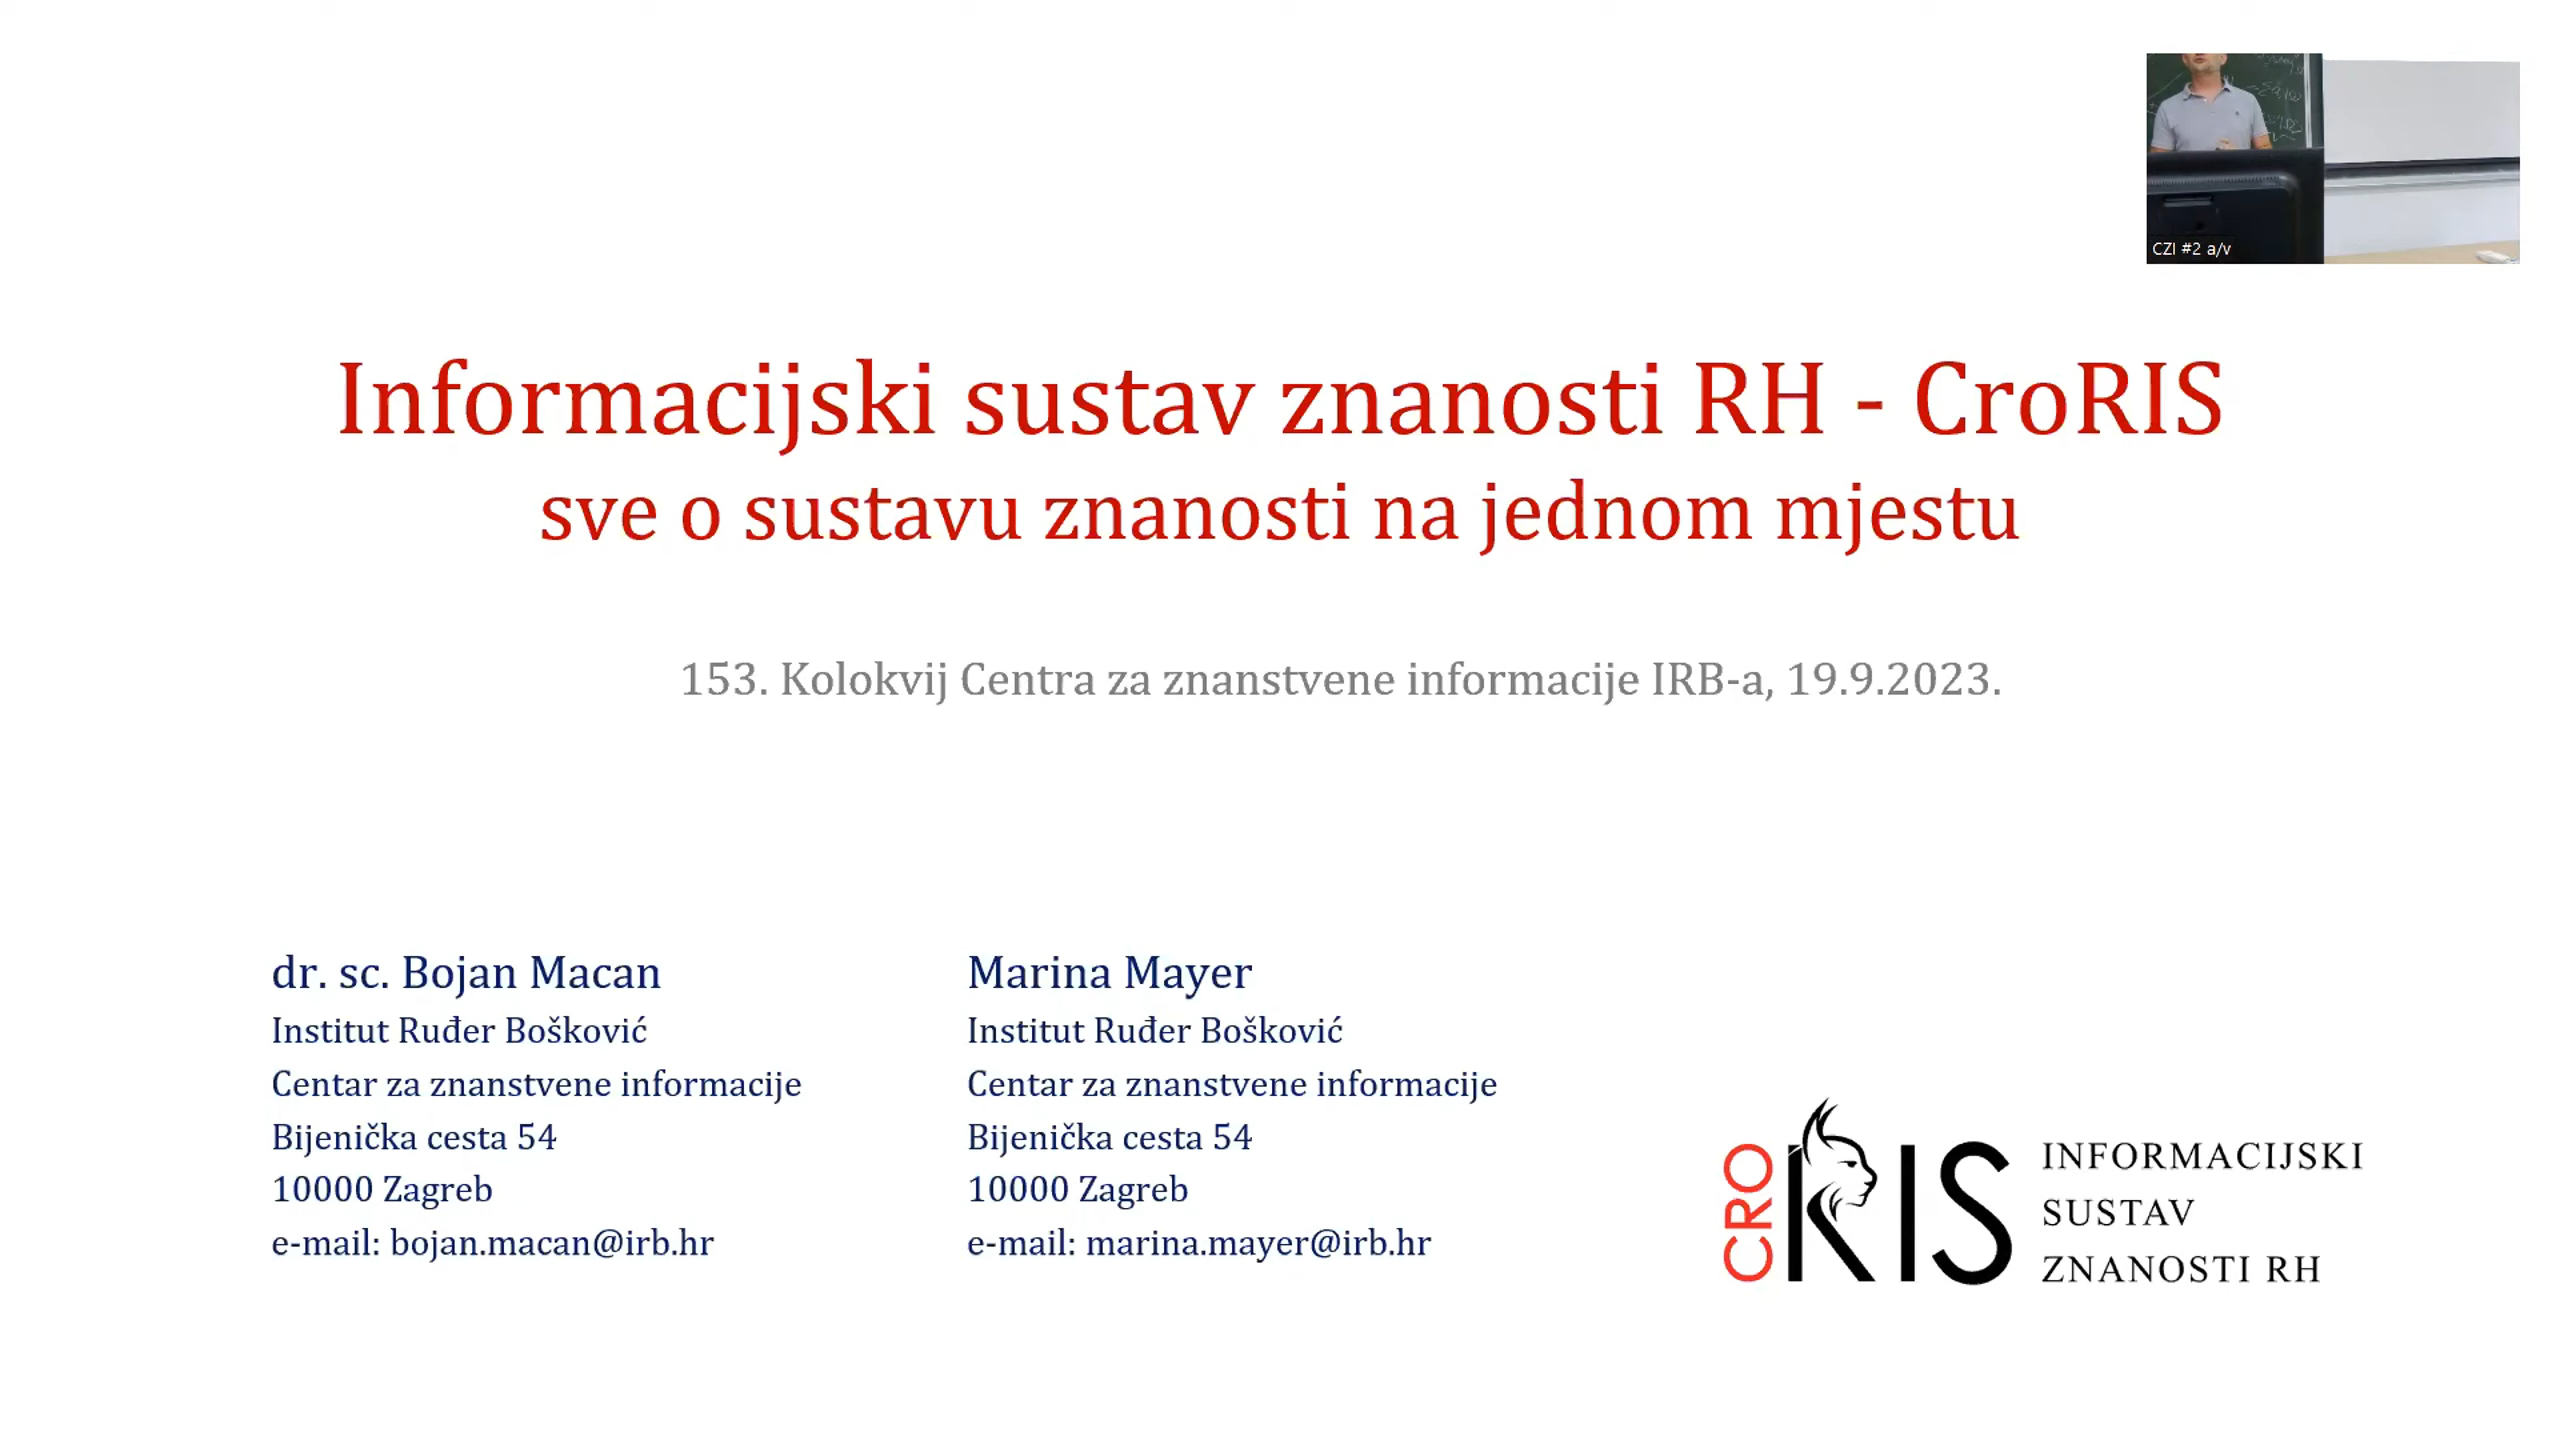 CZI #2 a/v
Informacijski sustav znanosti RH - CroRIS
sve o sustavu znanosti na jednom mjestu
153. Kolokvij Centra za znanstvene informacije IRB-a, 19.9.2023.
dr. sc. Bojan Macan
Institut Ruđer Bošković
Centar za znanstvene informacije
Bijenička cesta 54
10000 Zagreb
e-mail: bojan.macan@irb.hr
Marina Mayer
Institut Ruđer Bošković
Centar za znanstvene informacije
Bijenička cesta 54
10000 Zagreb
e-mail: marina.mayer@irb.hr
CRO
RIS
INFORMACIJSKI
SUSTAV
ZNANOSTI RH